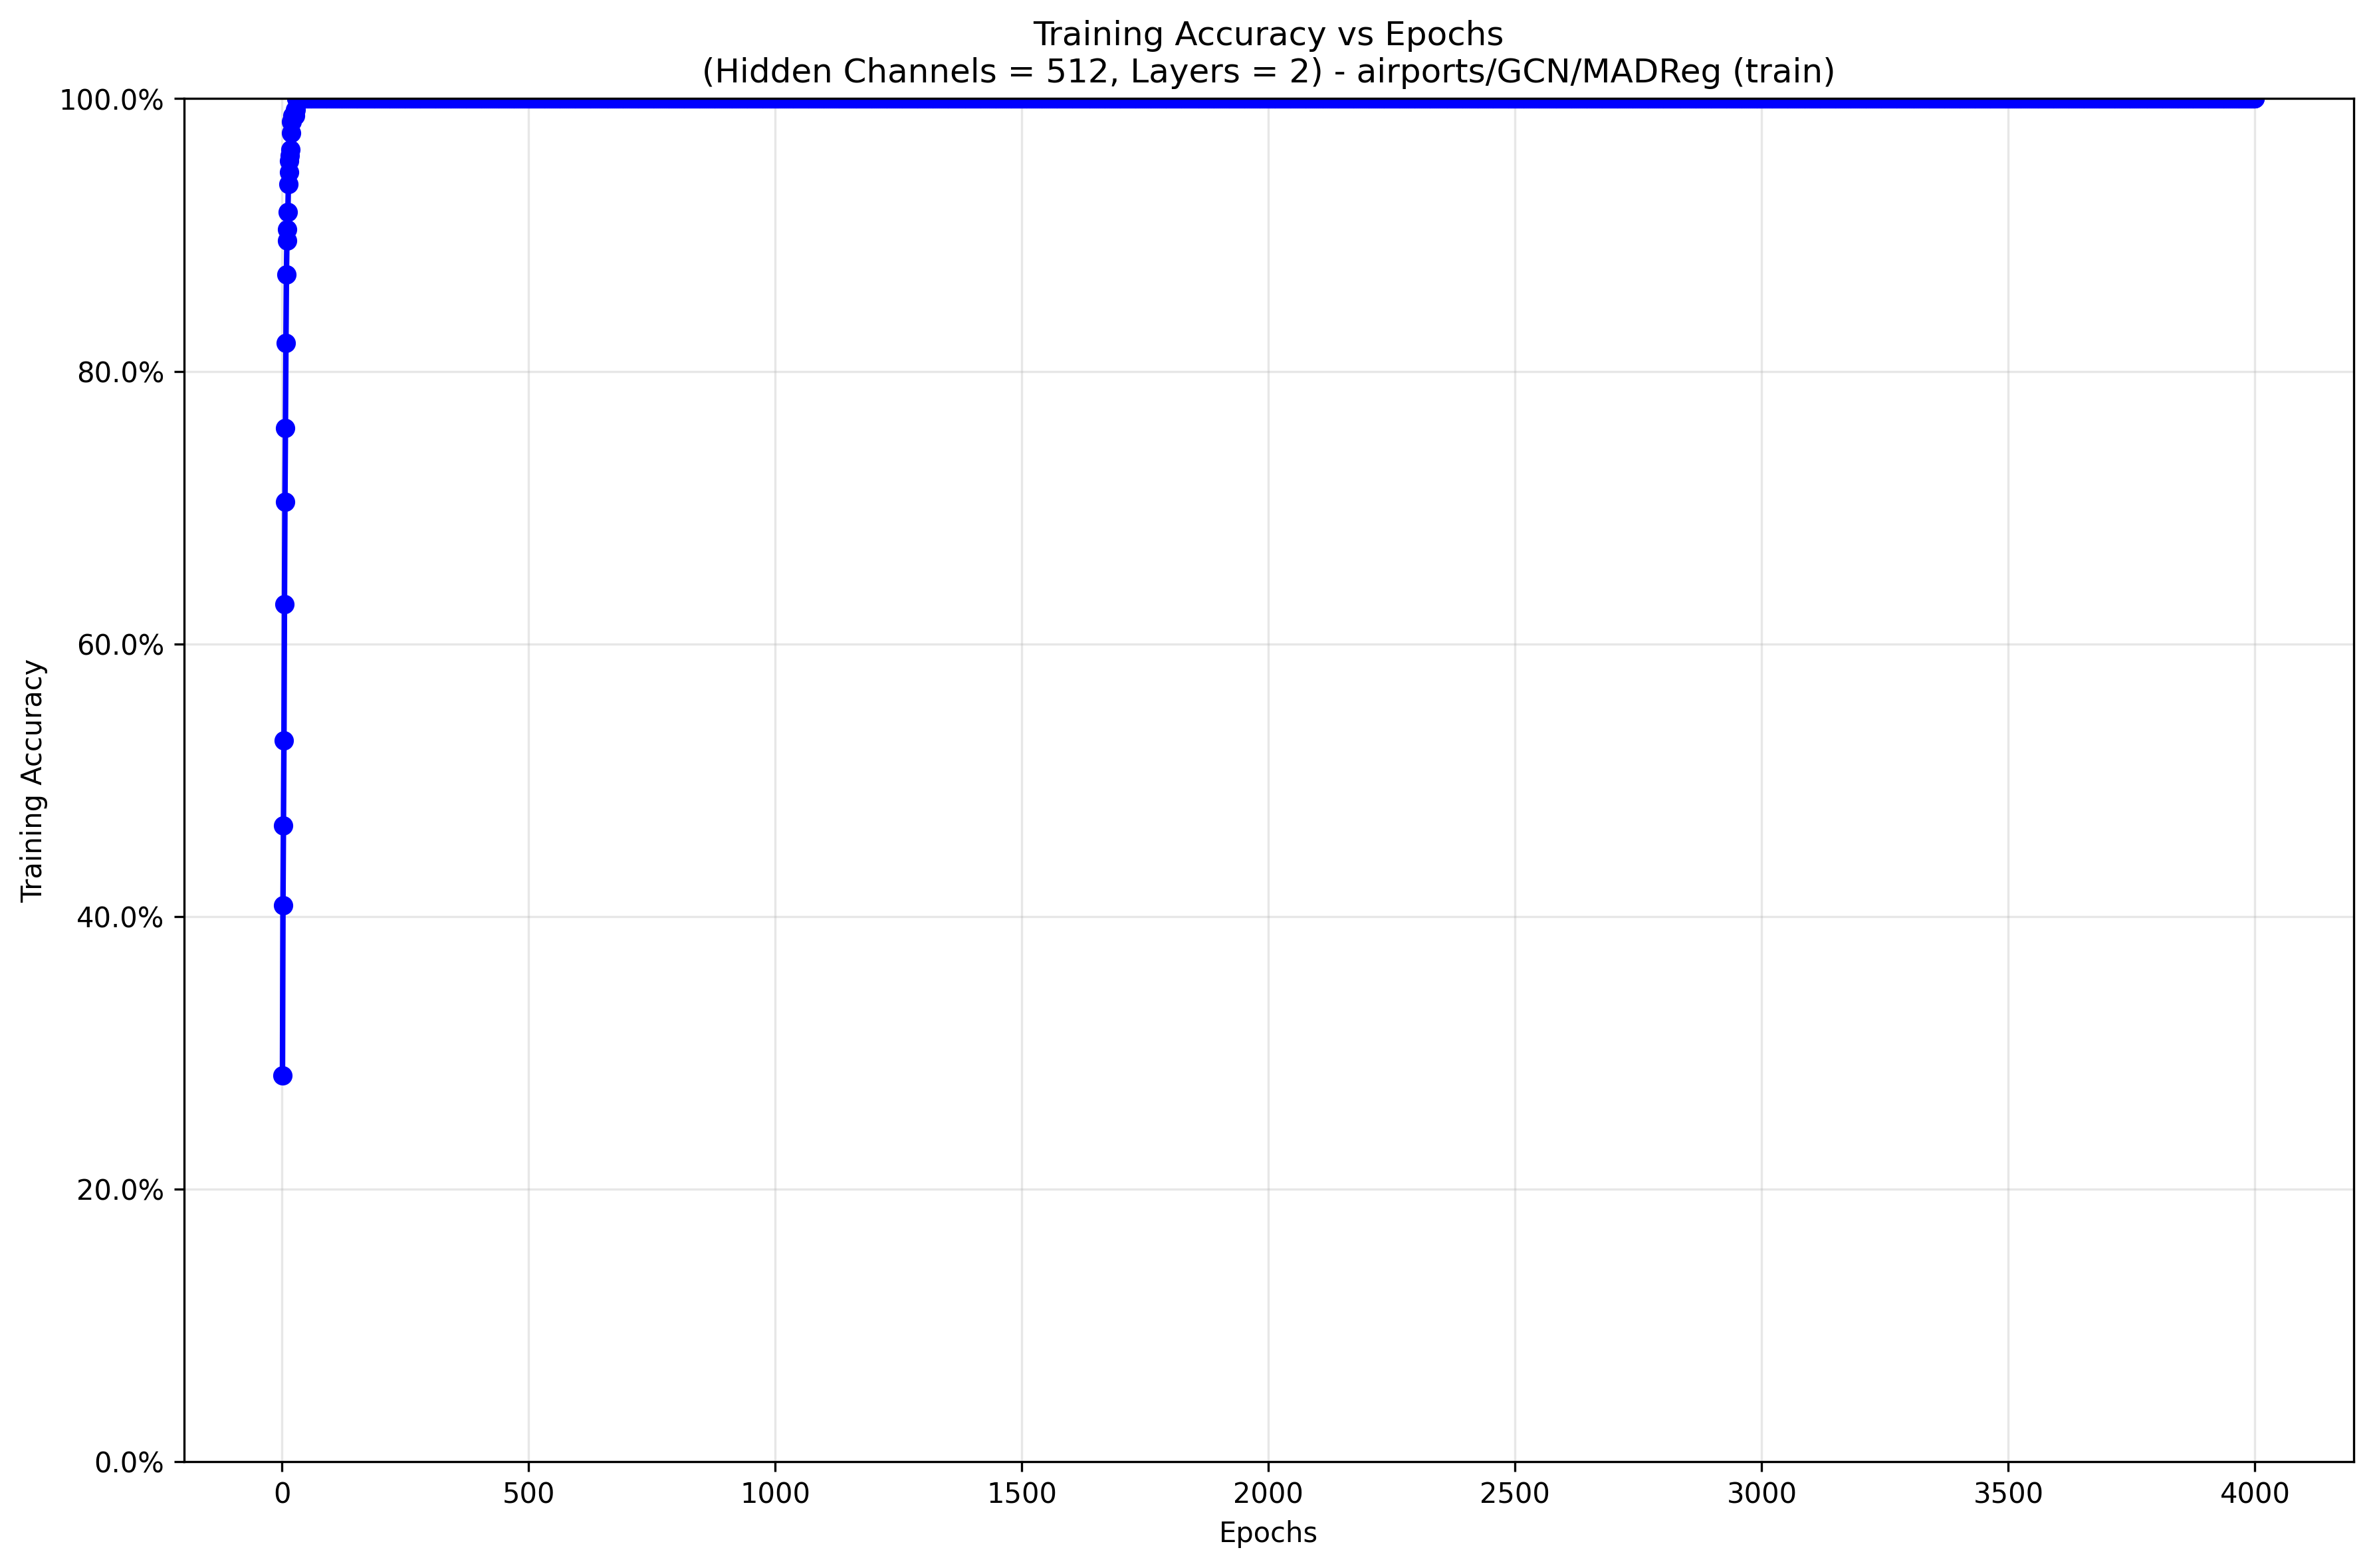 Training Accuracy vs Epochs
(Hidden Channels = 512, Layers = 2) - airports/GCN/MADReg (train)
Training Accuracy
100.0%
80.0%
60.0%
40.0%
20.0%
0.0%
0 500 1000 1500 2000 2500 3000 3500 4000
Epochs